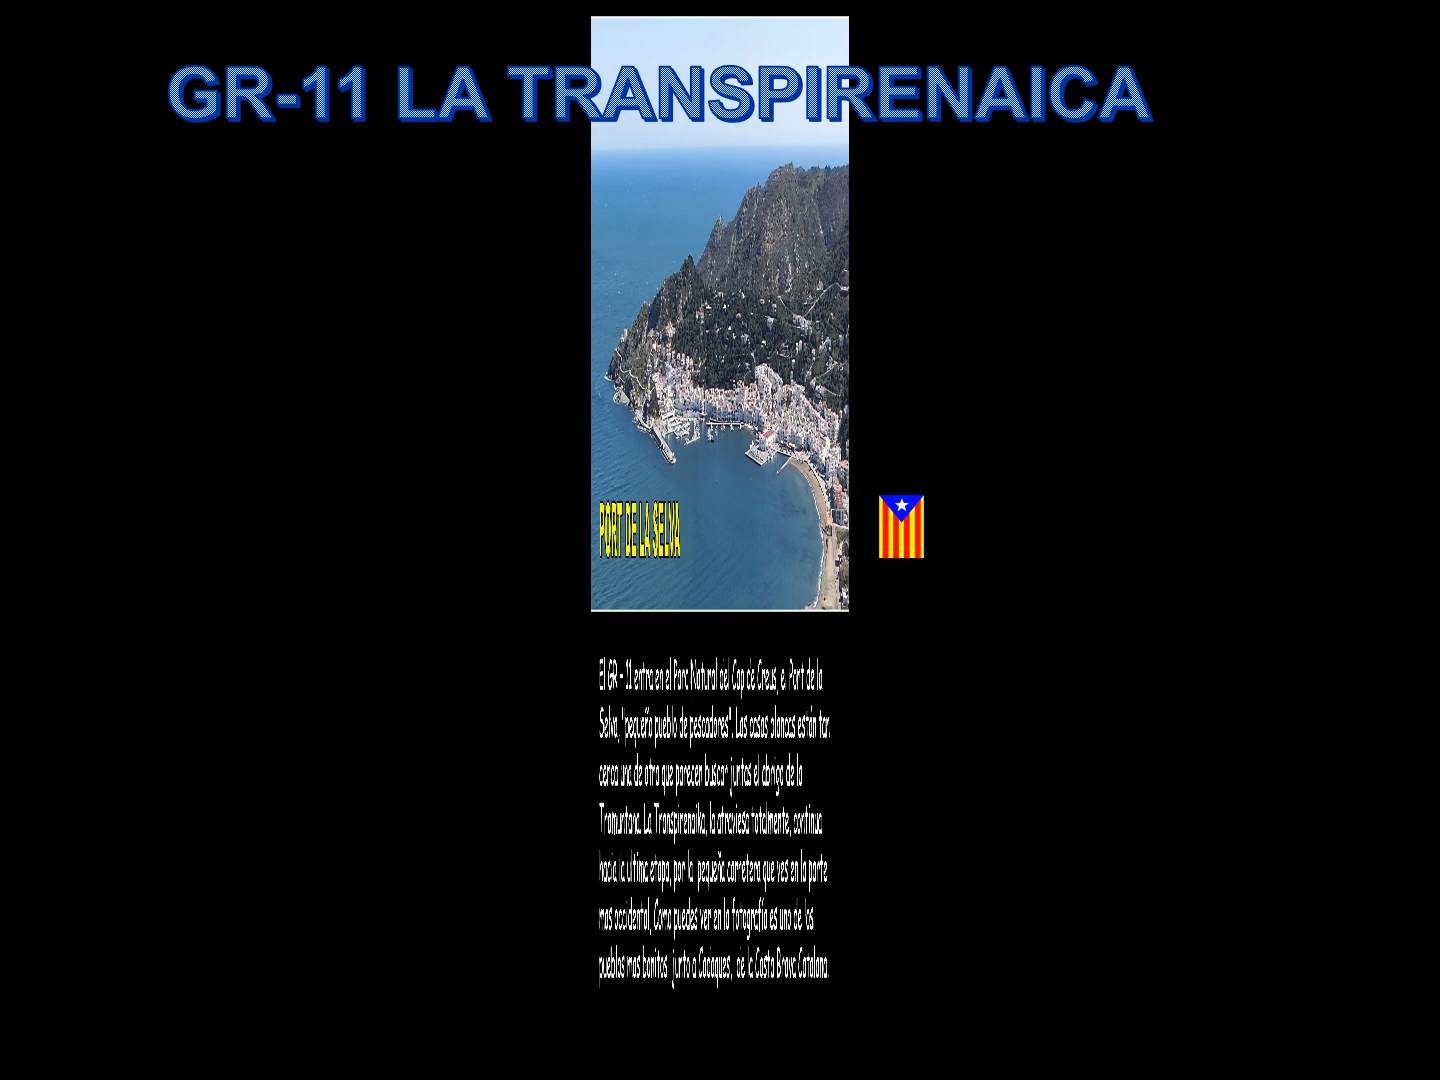 GR-11 LA TRANSPIRENAICA
PORT DE LA SELVA
El GR - 11 entra en el Parc Natural del Cap de Creus, el Port de la
Selva, "pequeño pueblo de pescadores". Las casas blancas están tan
cerca una de otra que parecen buscar juntas el abrigo de la
Tramuntana. La Transpirenaika, la atraviesa totalmente, continua
hacia la ultima etapa, por la pequeña carretera que ves en la parte
mas occidental, Como puedes ver en la fotografía es uno de los
pueblos mas bonitos junto a Cadaques, de la Costa Brava Catalana.